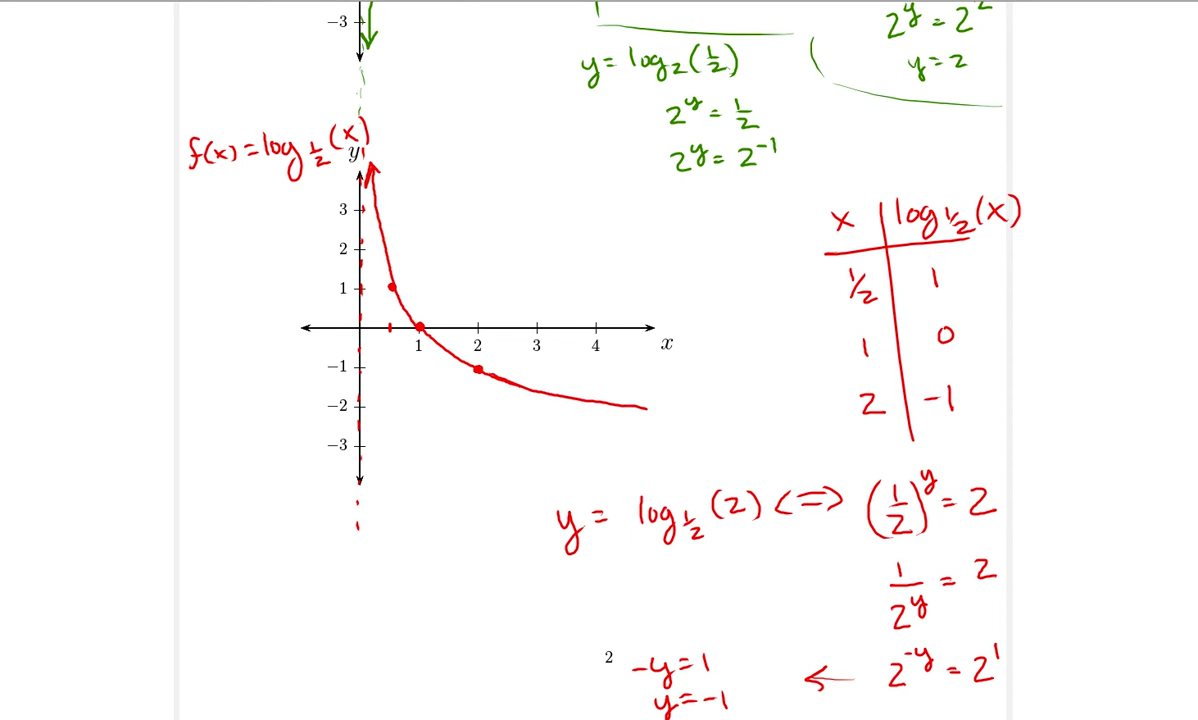 −3
y = log₂(1/2)
2^y = 1/2
2^y = 2^-1
2^y = 2^2
y = 2
f(x) = log_1/2(x)
y
3
2
1
1 2 3 4 x
−1
−2
−3
x | log_1/2(x)
1/2 | 1
1 | 0
2 | -1
y = log_1/2(2) <=> (1/2)^y = 2
1/2^y = 2
2^-y = 2^1
←
-y = 1
y = -1
2